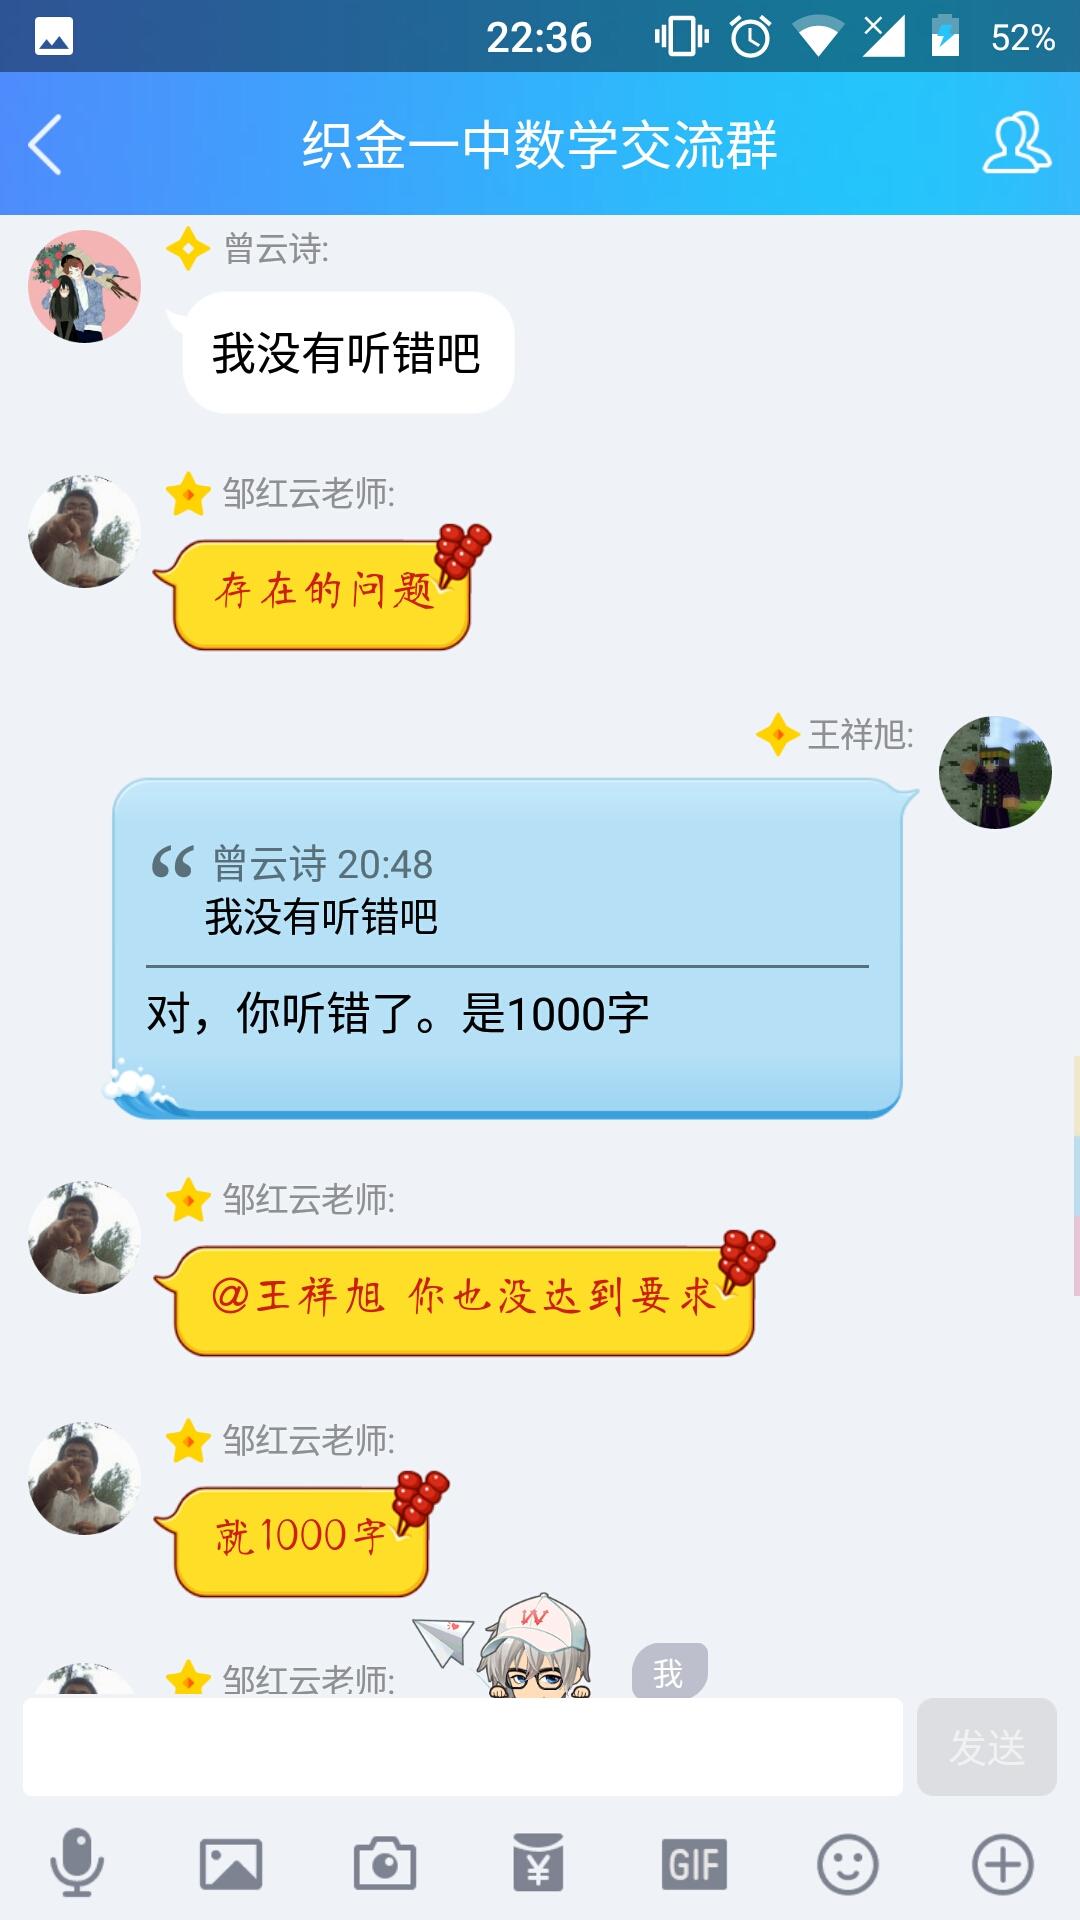 22:36
52%
织金一中数学交流群
曾云诗:
我没有听错吧
邹红云老师:
存在的问题
王祥旭:
“ 曾云诗 20:48
我没有听错吧
对，你听错了。是1000字
邹红云老师:
@王祥旭 你也没达到要求
邹红云老师:
就1000字
W
邹红云老师:
我
发送
¥
GIF